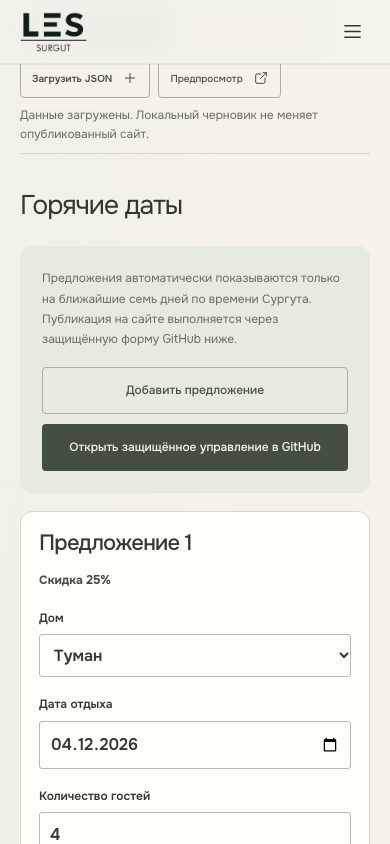 LES
SURGUT
Загрузить JSON
Предпросмотр
Данные загружены. Локальный черновик не меняет
опубликованный сайт.
Горячие даты
Предложения автоматически показываются только
на ближайшие семь дней по времени Сургута.
Публикация на сайте выполняется через
защищённую форму GitHub ниже.
Добавить предложение
Открыть защищённое управление в GitHub
Предложение 1
Скидка 25%
Дом
Туман
Дата отдыха
04.12.2026
Количество гостей
4